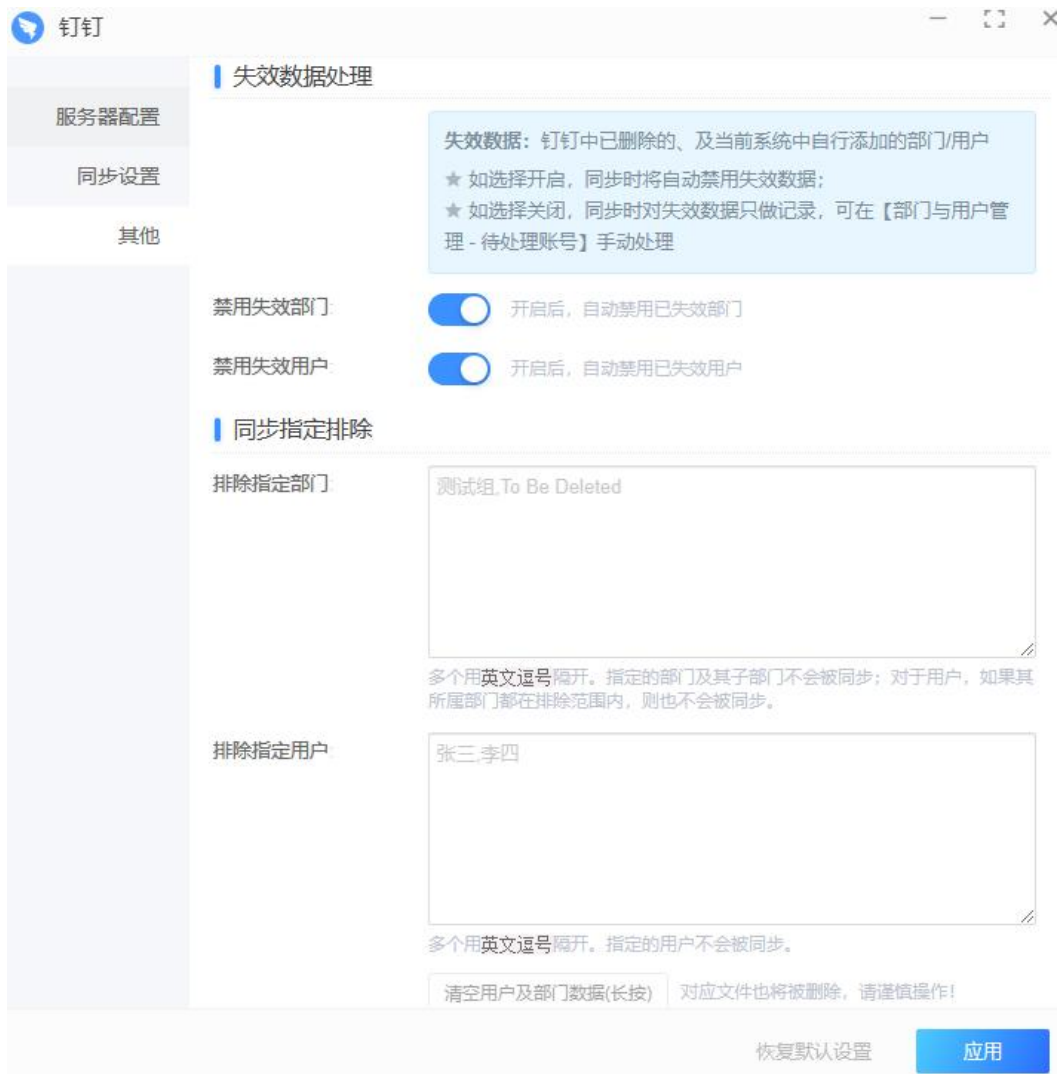 钉钉
失效数据处理
服务器配置
同步设置
其他
失效数据：钉钉中已删除的、及当前系统中自行添加的部门/用户
★ 如选择开启，同步时将自动禁用失效数据；
★ 如选择关闭，同步时对失效数据只做记录，可在【部门与用户管
理 - 待处理账号】手动处理
禁用失效部门:
开启后，自动禁用已失效部门
禁用失效用户:
开启后，自动禁用已失效用户
同步指定排除
排除指定部门:
测试组,To Be Deleted
多个用英文逗号隔开。指定的部门及其子部门不会被同步；对于用户，如果其
所属部门都在排除范围内，则也不会被同步。
排除指定用户:
张三,李四
多个用英文逗号隔开。指定的用户不会被同步。
清空用户及部门数据(长按)
对应文件也将被删除，请谨慎操作!
恢复默认设置
应用